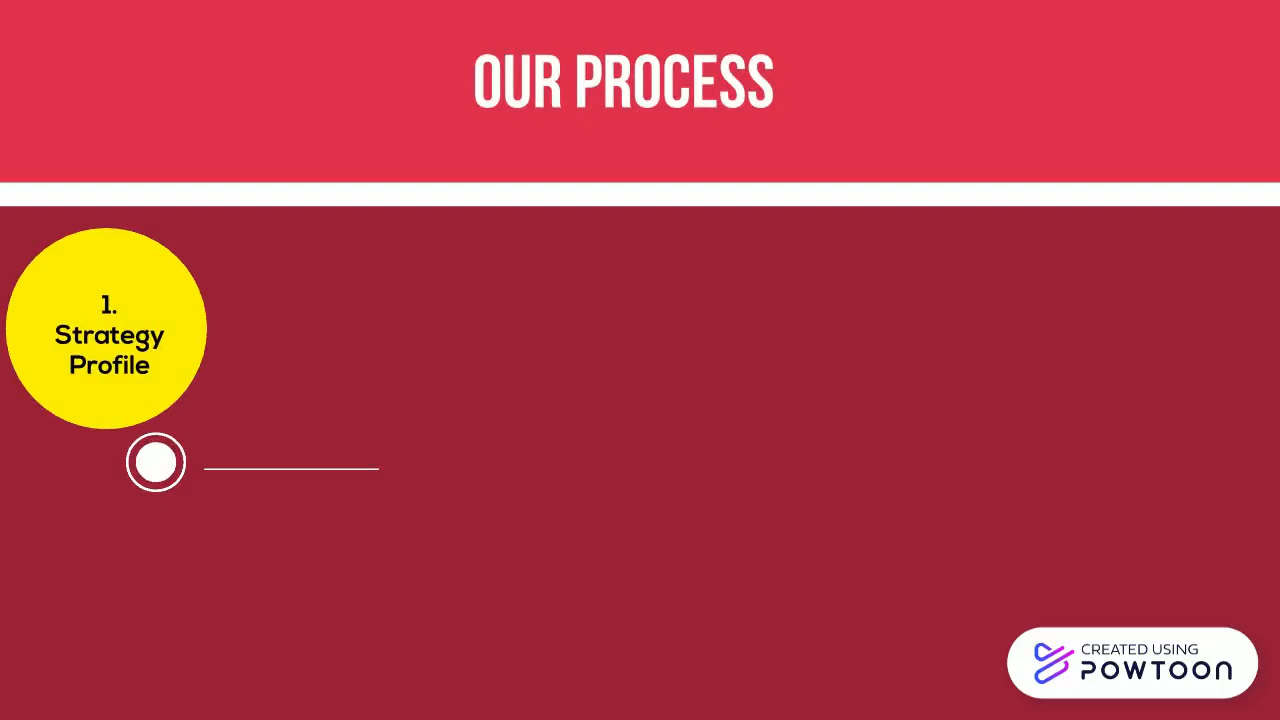 OUR PROCESS
1.
Strategy
Profile
CREATED USING
POWTOON